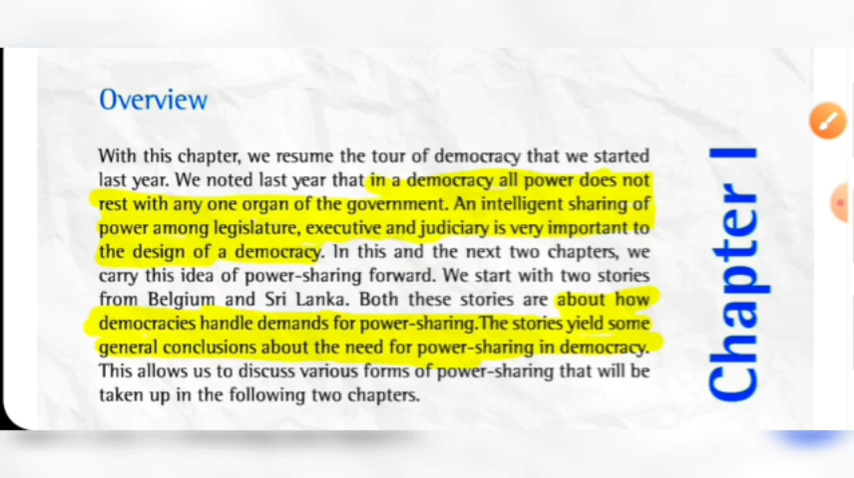 Overview
With this chapter, we resume the tour of democracy that we started
last year. We noted last year that in a democracy all power does not
rest with any one organ of the government. An intelligent sharing of
power among legislature, executive and judiciary is very important to
the design of a democracy. In this and the next two chapters, we
carry this idea of power-sharing forward. We start with two stories
from Belgium and Sri Lanka. Both these stories are about how
democracies handle demands for power-sharing.The stories yield some
general conclusions about the need for power-sharing in democracy.
This allows us to discuss various forms of power-sharing that will be
taken up in the following two chapters.
Chapter I